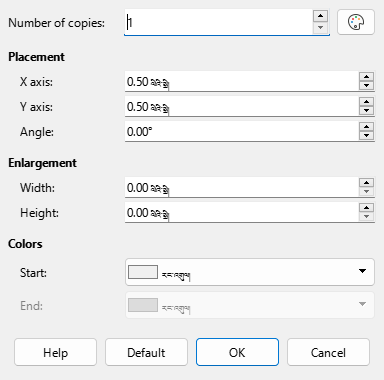 Number of copies: 1
Placement
X axis: 0.50
Y axis: 0.50
Angle: 0.00°
Enlargement
Width: 0.00
Height: 0.00
Colors
Start: རང་འགུལ།
End: རང་འགུལ།
Help Default OK Cancel